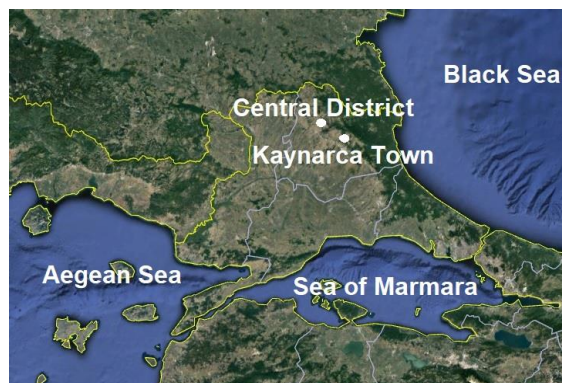 Black Sea
Central District
Kaynarca Town
Aegean Sea
Sea of Marmara